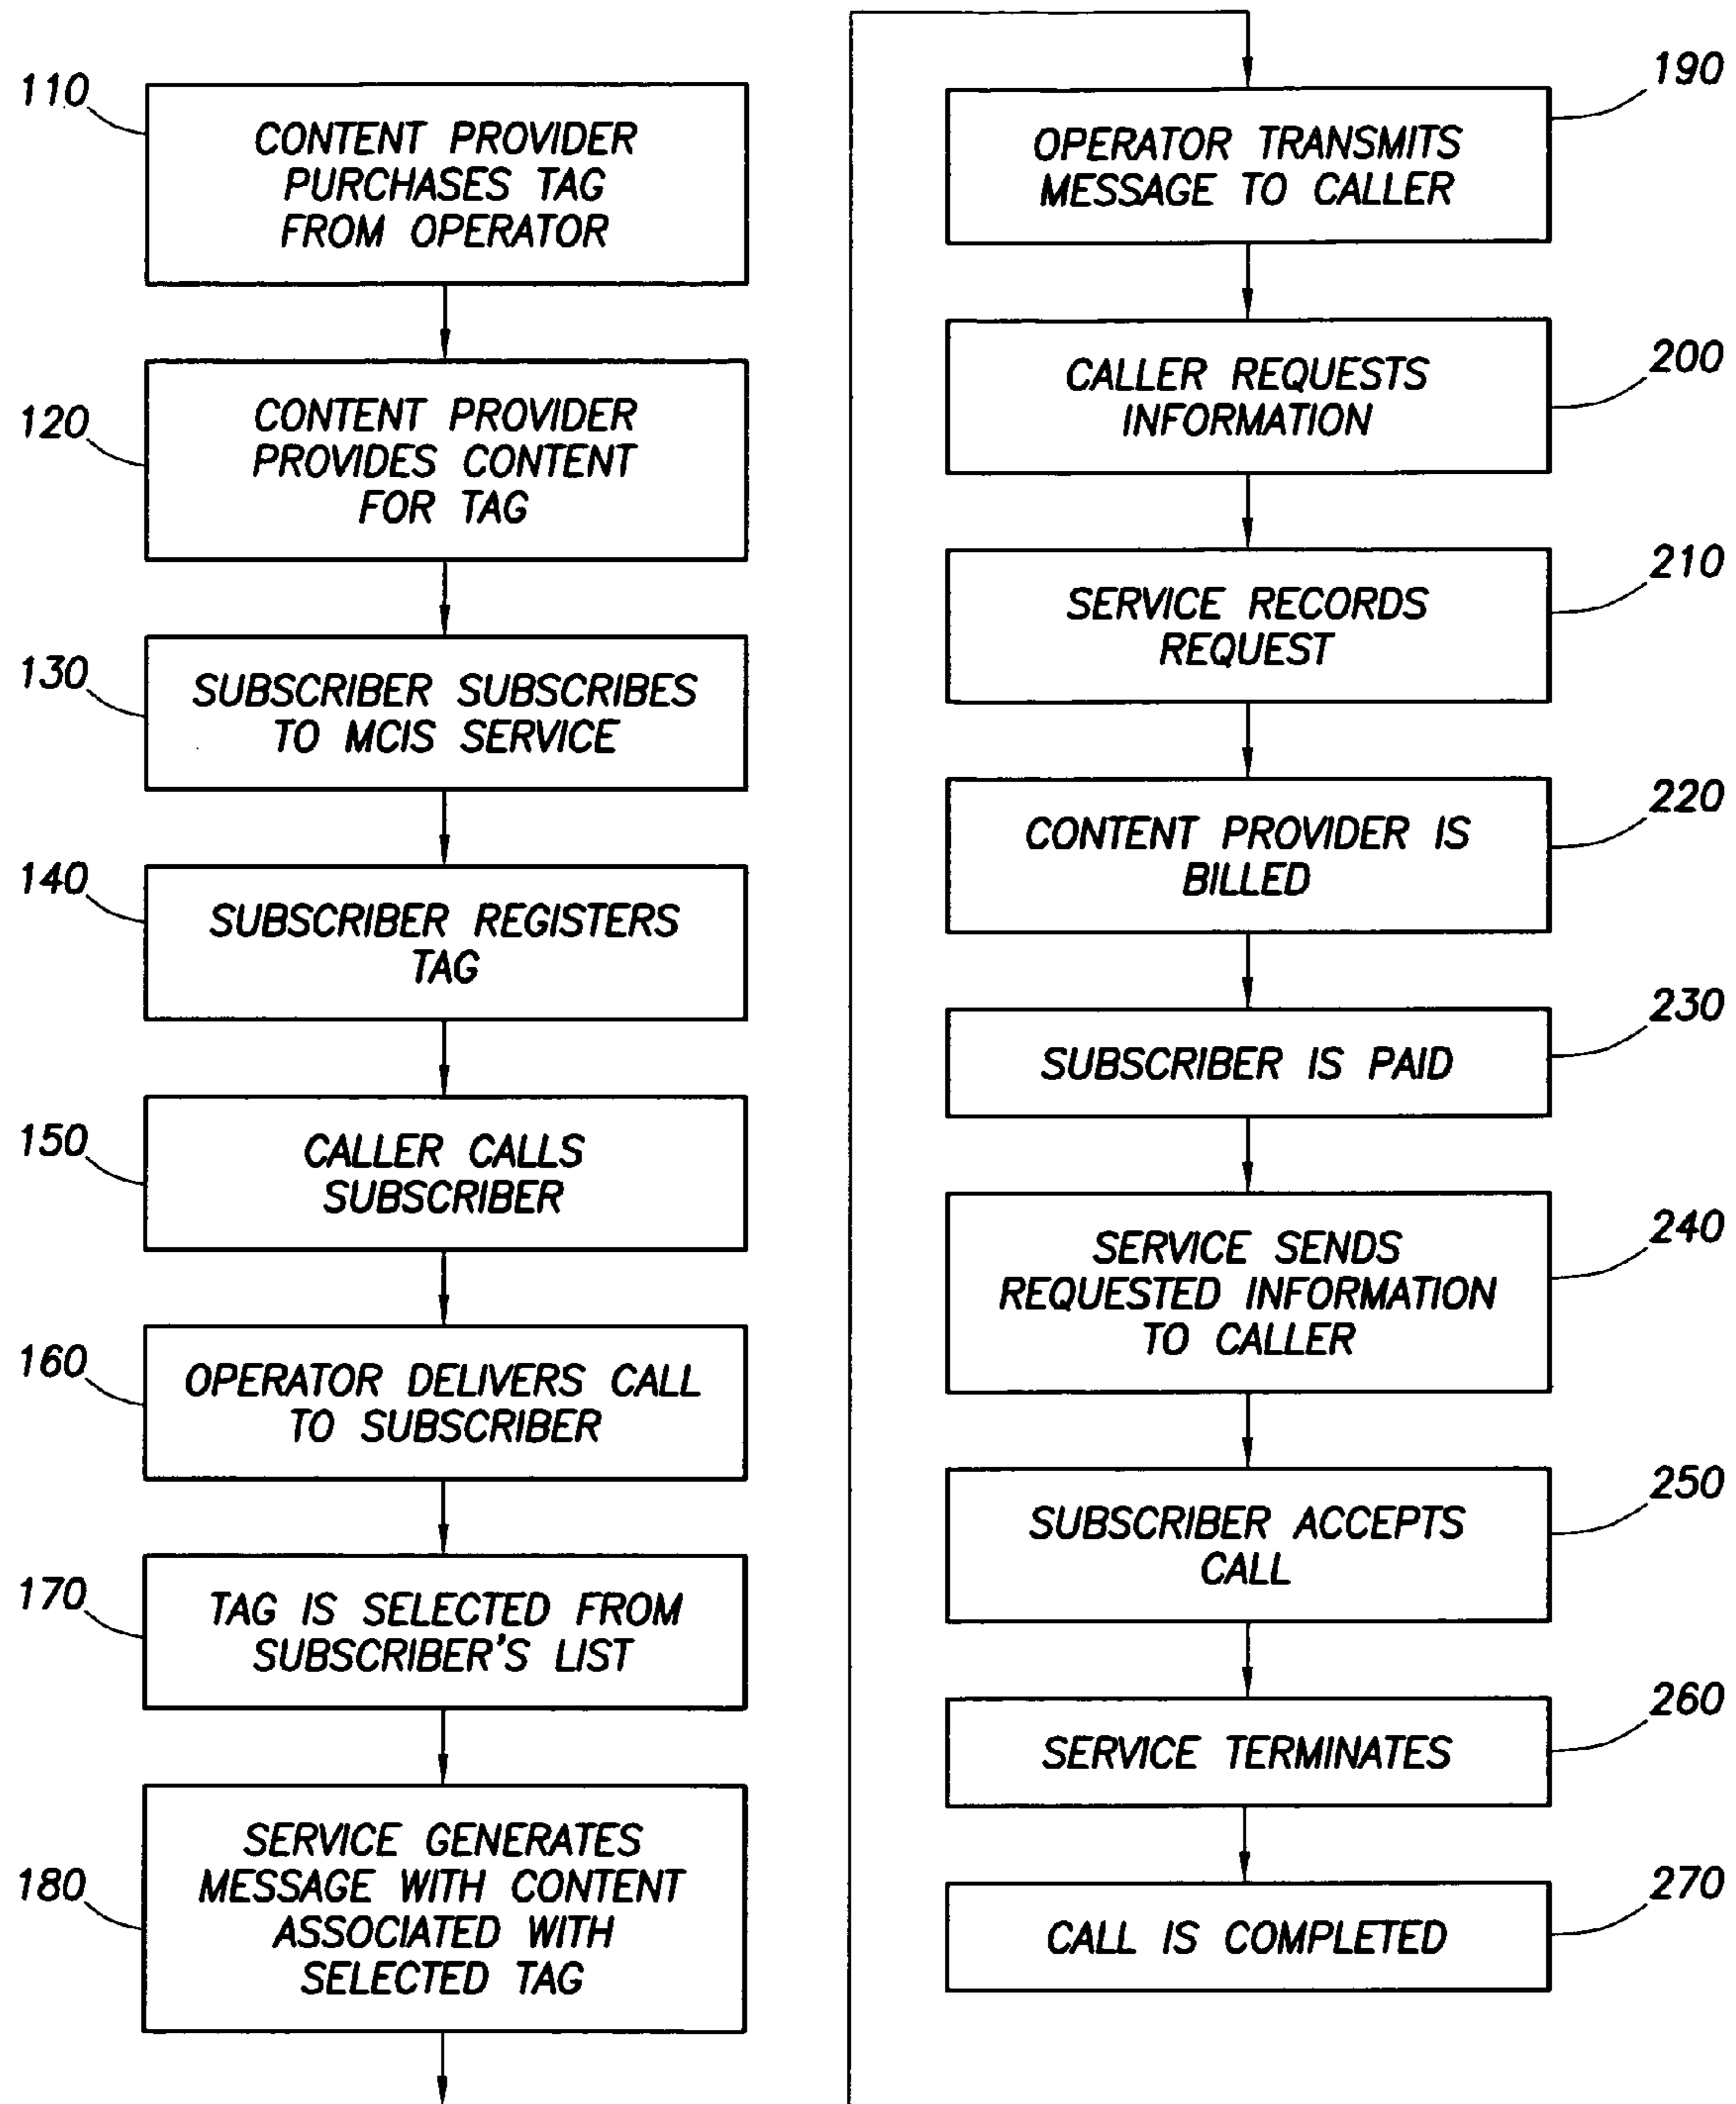 110
CONTENT PROVIDER
PURCHASES TAG
FROM OPERATOR
120
CONTENT PROVIDER
PROVIDES CONTENT
FOR TAG
130
SUBSCRIBER SUBSCRIBES
TO MCIS SERVICE
140
SUBSCRIBER REGISTERS
TAG
150
CALLER CALLS
SUBSCRIBER
160
OPERATOR DELIVERS CALL
TO SUBSCRIBER
170
TAG IS SELECTED FROM
SUBSCRIBER'S LIST
180
SERVICE GENERATES
MESSAGE WITH CONTENT
ASSOCIATED WITH
SELECTED TAG
190
OPERATOR TRANSMITS
MESSAGE TO CALLER
200
CALLER REQUESTS
INFORMATION
210
SERVICE RECORDS
REQUEST
220
CONTENT PROVIDER IS
BILLED
230
SUBSCRIBER IS PAID
240
SERVICE SENDS
REQUESTED INFORMATION
TO CALLER
250
SUBSCRIBER ACCEPTS
CALL
260
SERVICE TERMINATES
270
CALL IS COMPLETED